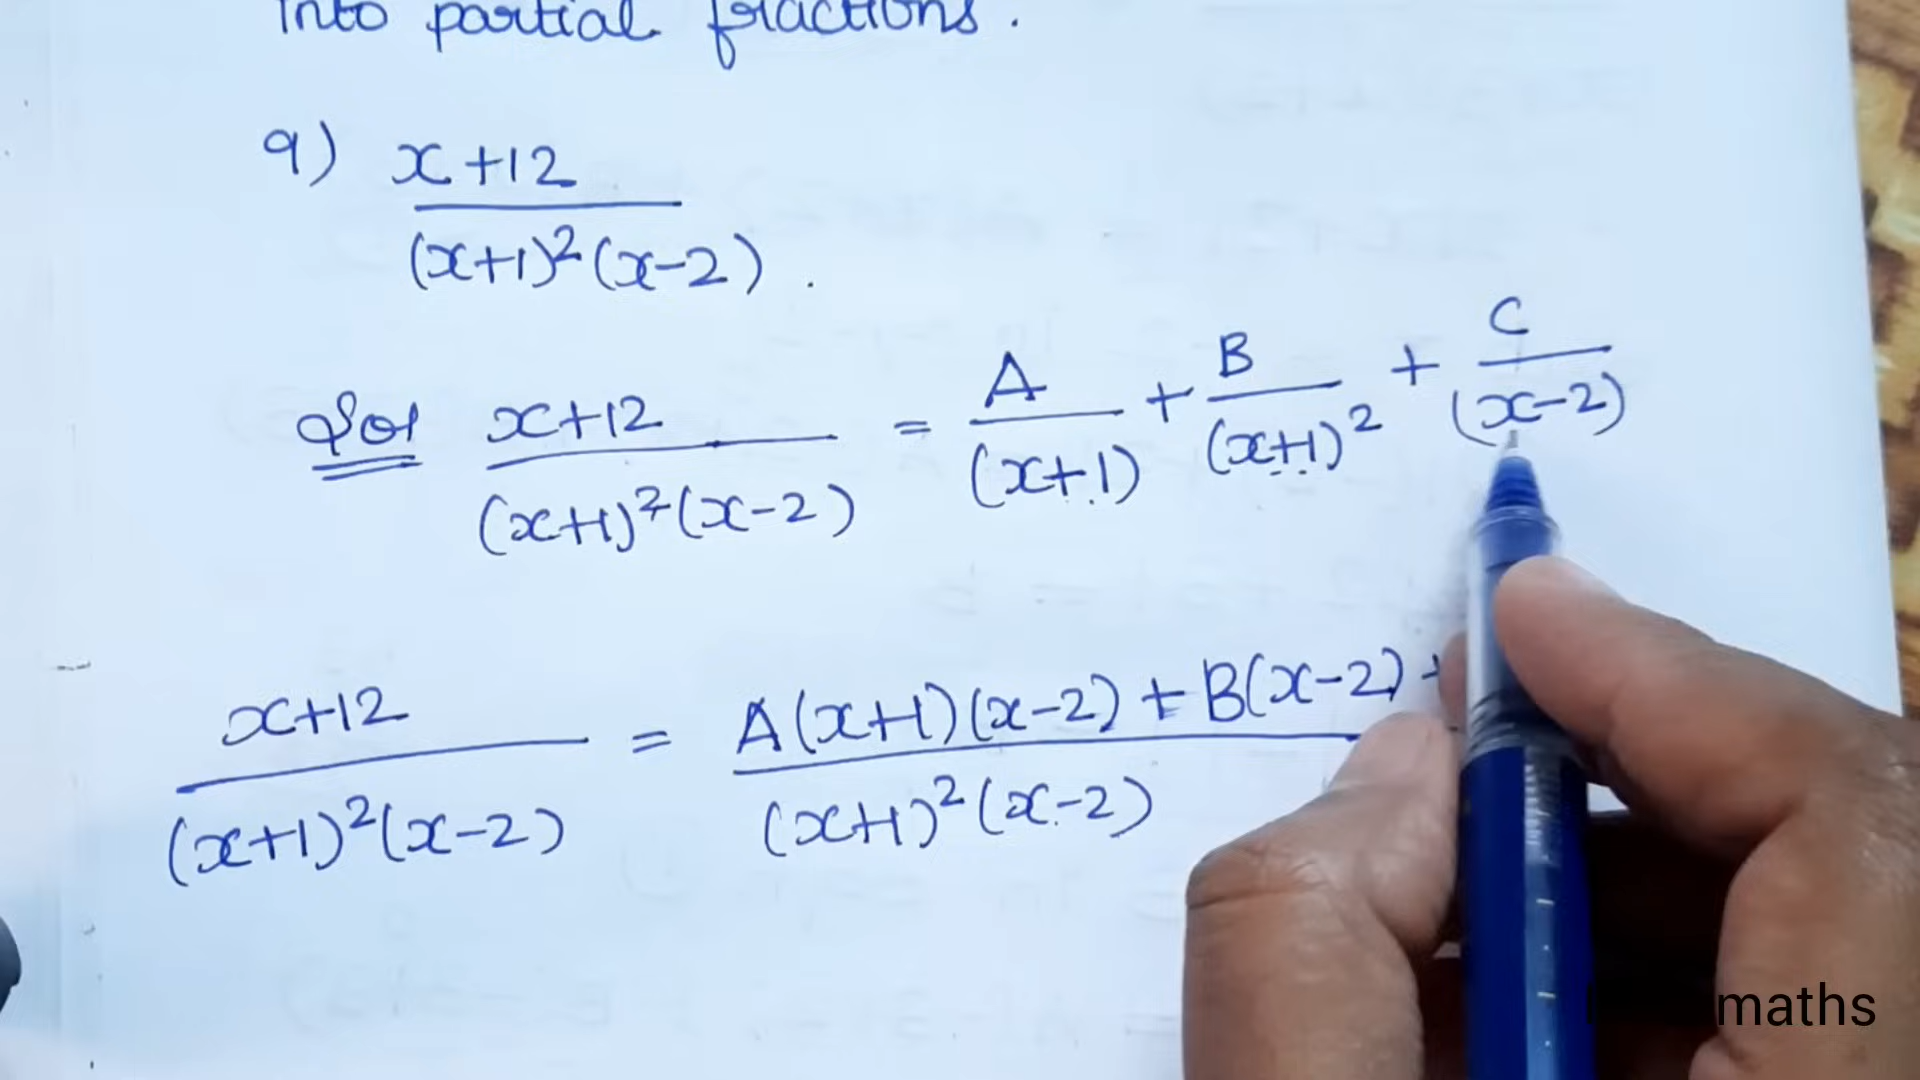 into partial fractions.
9) x+12
(x+1)²(x-2).
Sol x+12 = A + B + C
(x+1)²(x-2) (x+1) (x+1)² (x-2)
x+12 = A(x+1)(x-2) + B(x-2) +
(x+1)²(x-2) (x+1)²(x-2)
maths